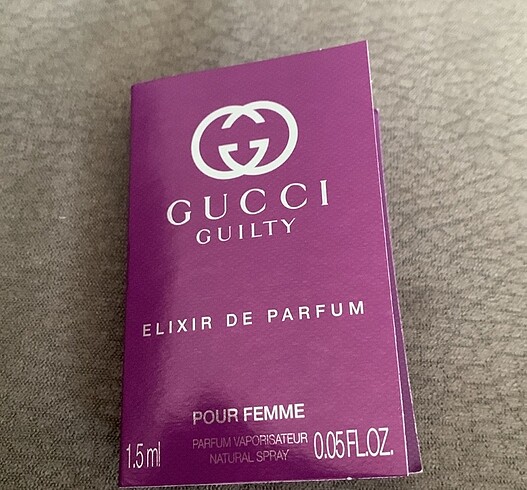 GUCCI
GUILTY
ELIXIR DE PARFUM
POUR FEMME
PARFUM VAPORISATEUR
NATURAL SPRAY
1.5 ml
0.05 FL.OZ.